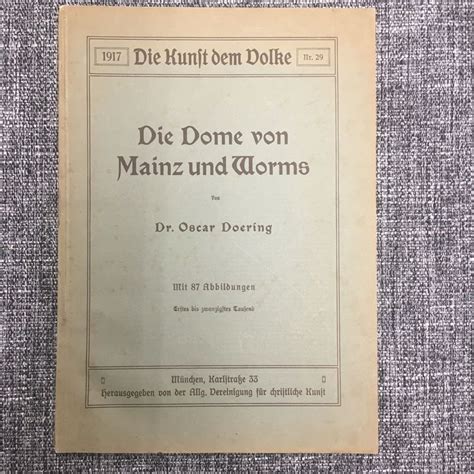 1917 Die Kunst dem Volke Nr. 29
Die Dome von
Mainz und Worms
Von
Dr. Oscar Doering
Mit 87 Abbildungen
Erstes bis zwanzigstes Tausend
München, Karlstraße 33
Herausgegeben von der Allg. Vereinigung für christliche Kunst